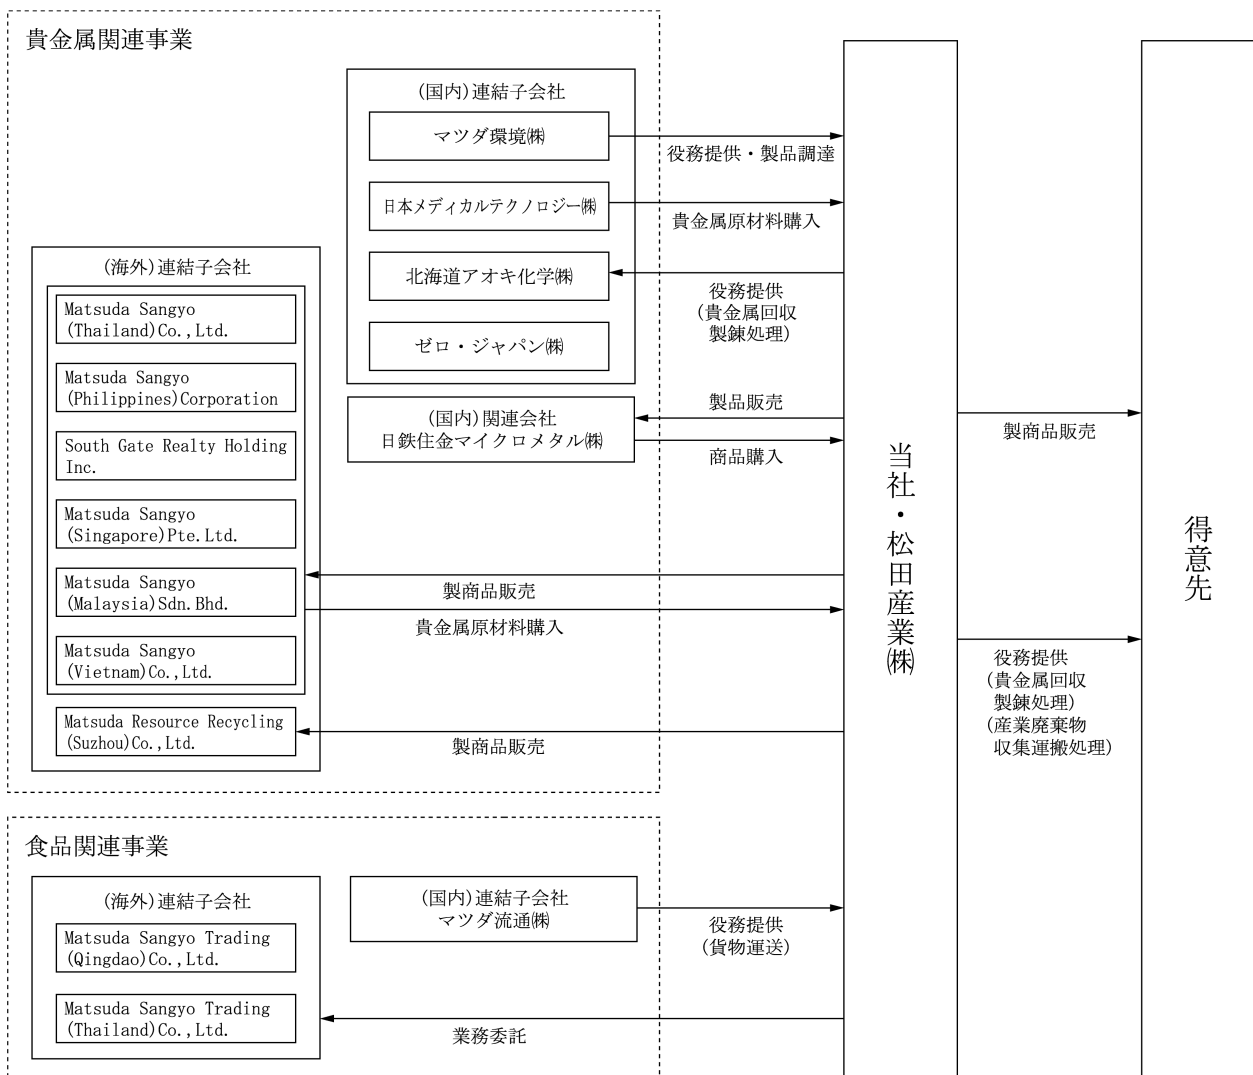 貴金属関連事業
(国内)連結子会社
マツダ環境㈱
役務提供・製品調達
日本メディカルテクノロジー㈱
貴金属原材料購入
北海道アオキ化学㈱
役務提供
(貴金属回収
製錬処理)
ゼロ・ジャパン㈱
(国内)関連会社
日鉄住金マイクロメタル㈱
製品販売
商品購入
(海外)連結子会社
Matsuda Sangyo
(Thailand)Co.,Ltd.
Matsuda Sangyo
(Philippines)Corporation
South Gate Realty Holding
Inc.
Matsuda Sangyo
(Singapore)Pte.Ltd.
Matsuda Sangyo
(Malaysia)Sdn.Bhd.
Matsuda Sangyo
(Vietnam)Co.,Ltd.
製商品販売
貴金属原材料購入
Matsuda Resource Recycling
(Suzhou)Co.,Ltd.
製商品販売
食品関連事業
(海外)連結子会社
Matsuda Sangyo Trading
(Qingdao)Co.,Ltd.
Matsuda Sangyo Trading
(Thailand)Co.,Ltd.
(国内)連結子会社
マツダ流通㈱
役務提供
(貨物運送)
業務委託
当社・松田産業㈱
製商品販売
役務提供
(貴金属回収
製錬処理)
(産業廃棄物
収集運搬処理)
得意先